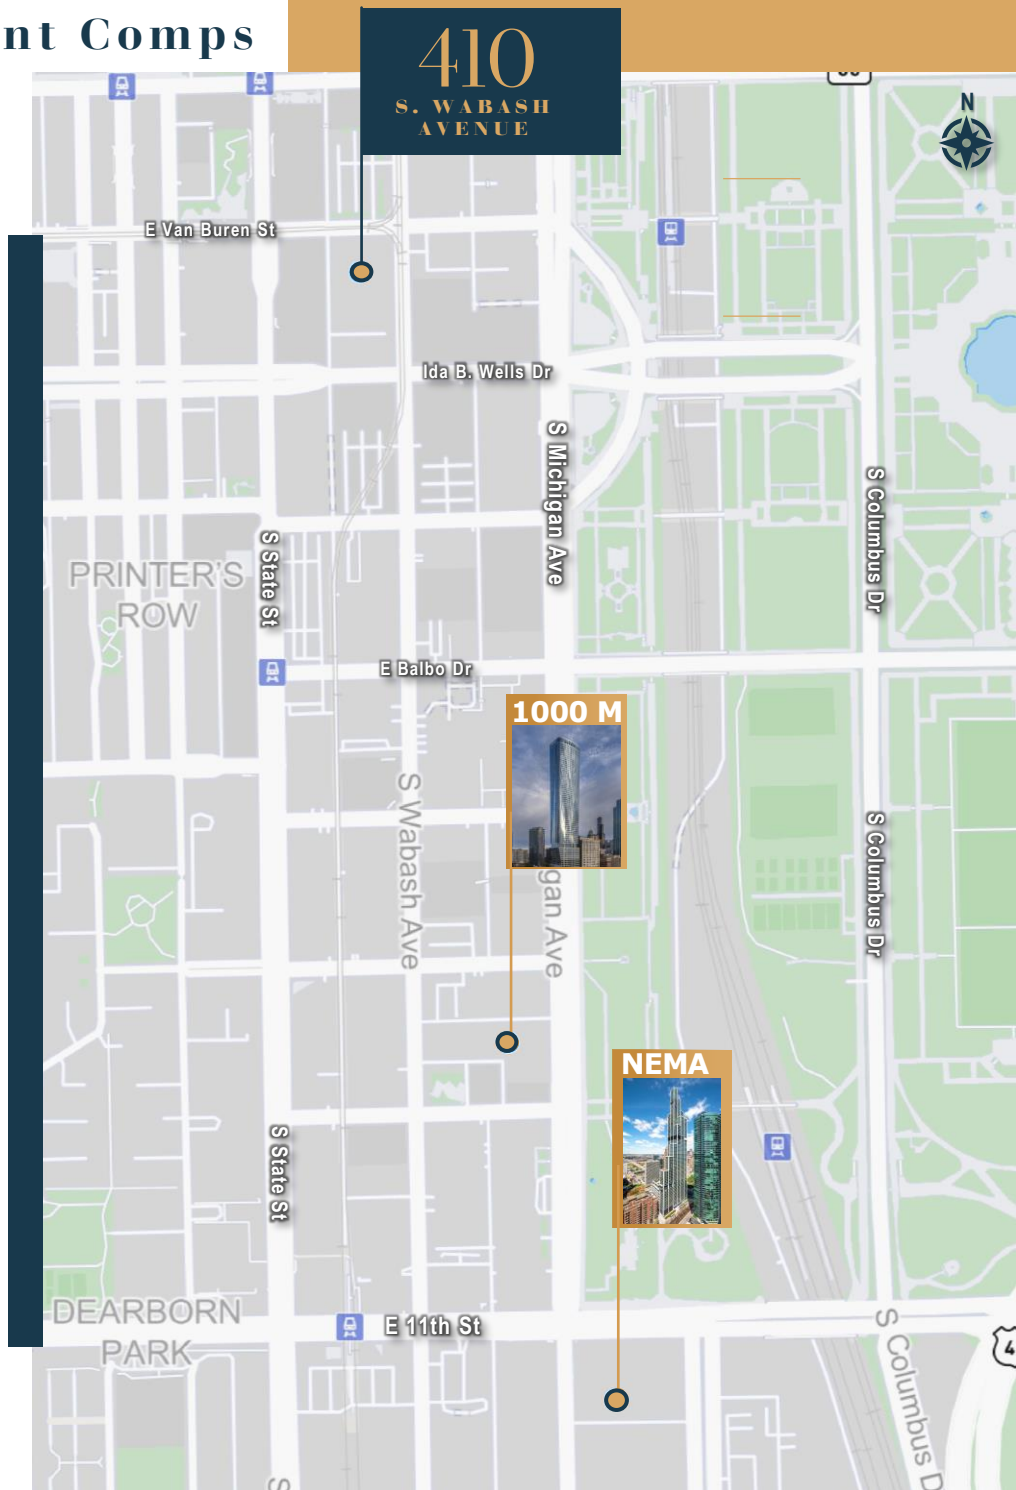 nt Comps
410
S. WABASH
AVENUE
N
E Van Buren St
Ida B. Wells Dr
S Michigan Ave
S Columbus Dr
PRINTER'S
ROW
S State St
E Balbo Dr
1000 M
S Wabash Ave
S Columbus Dr
gan Ave
NEMA
S State St
DEARBORN
PARK
E 11th St
S Columbus D
4
S